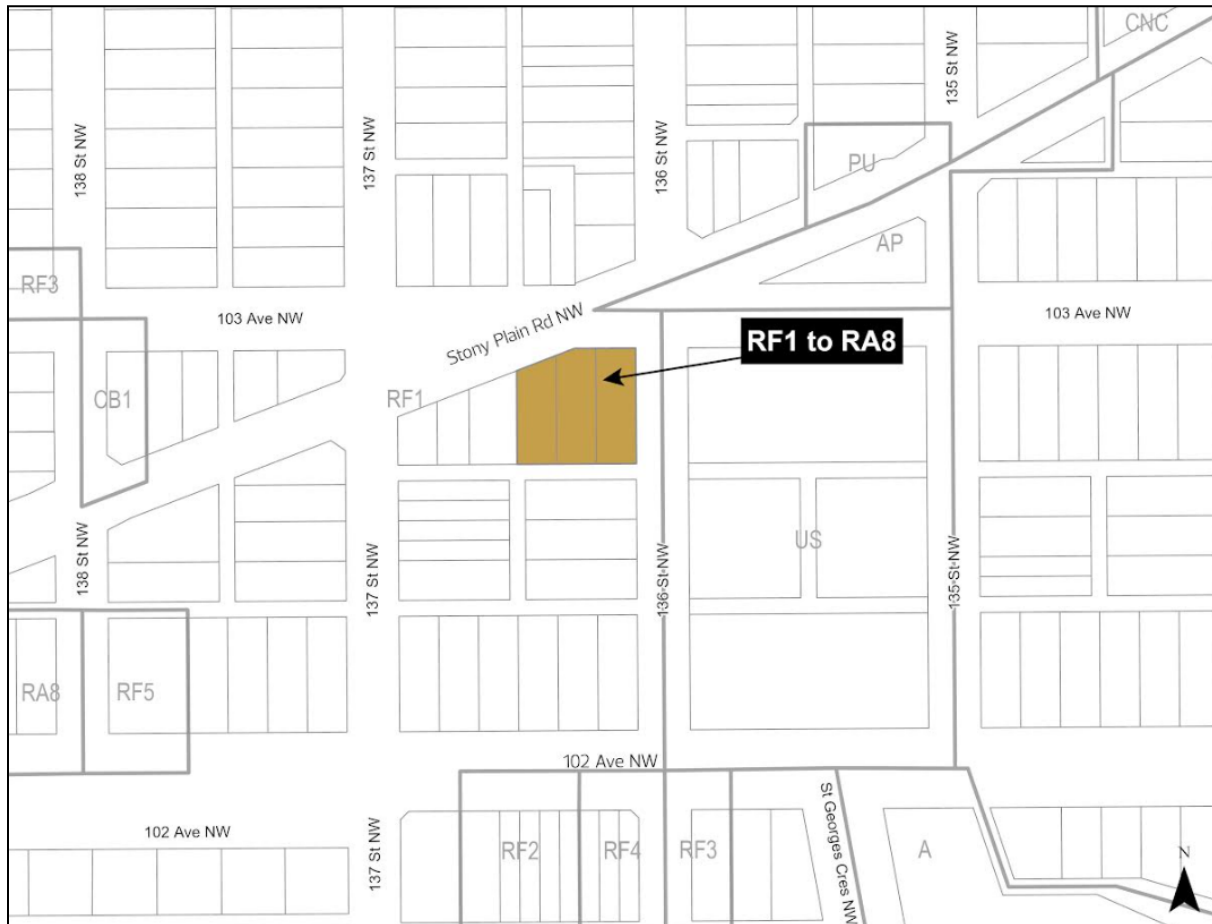 CNC
135 St NW
138 St NW
137 St NW
136 St NW
PU
AP
RF3
103 Ave NW
Stony Plain Rd NW
103 Ave NW
RF1 to RA8
CB1
RF1
US
138 St NW
137 St NW
136 St NW
135 St NW
RA8
RF5
102 Ave NW
St Georges Cres NW
102 Ave NW
137 St NW
RF2
RF4
RF3
A
N